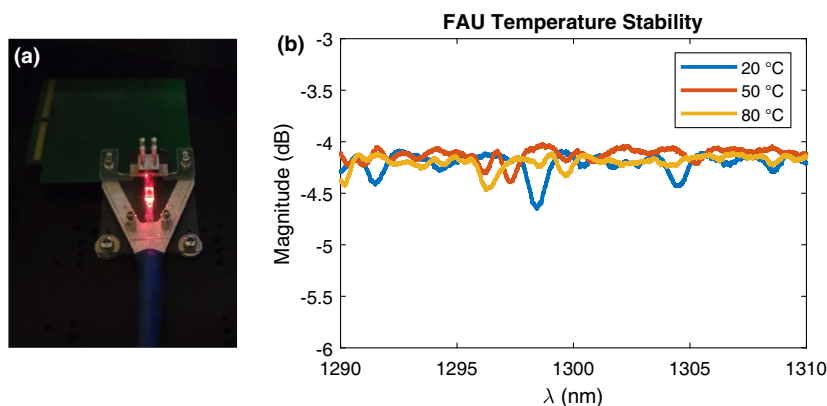 (a)
(b)
FAU Temperature Stability
Magnitude (dB)
-3
-3.5
-4
-4.5
-5
-5.5
-6
20 °C
50 °C
80 °C
1290
1295
1300
1305
1310
λ (nm)